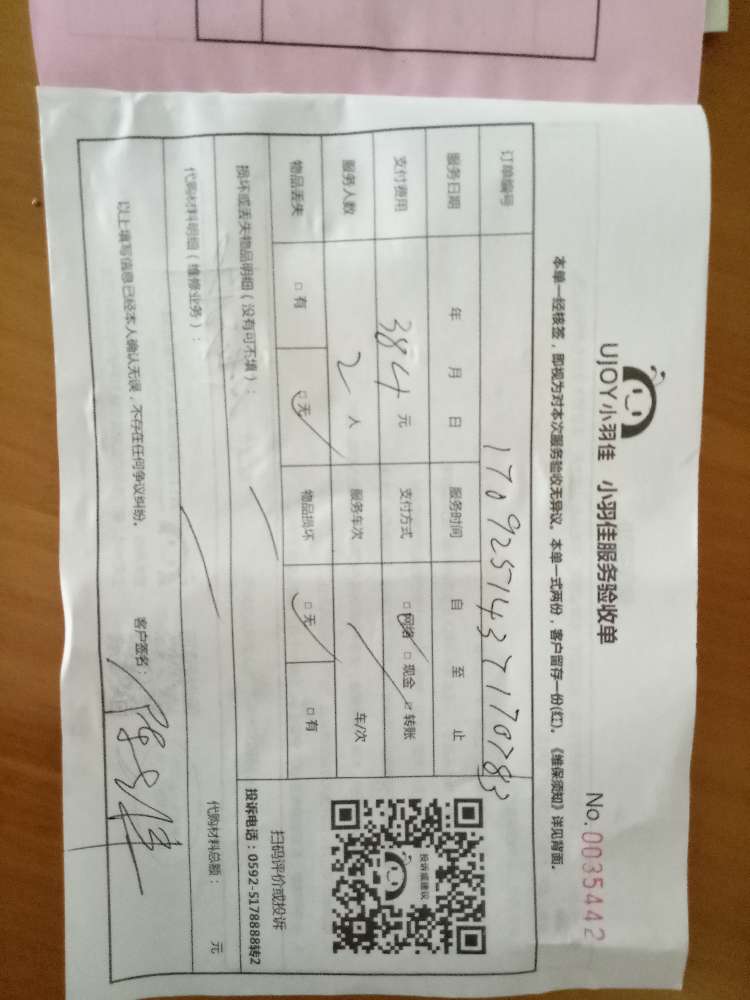 UJOY小羽佳 小羽佳服务验收单
No. 0035442
本单一经核签，即视为对本次服务验收无异议。本单一式两份，客户留存一份(红)。《维保须知》详见背面。
订单编号
服务日期 年 月 日 服务时间 自 至 止
支付费用 384 元 支付方式 □ 网络 □ 现金 □ 转账
服务人数 2 人 服务车次 车/次
物品丢失 □ 有 □ 无 物品损坏 □ 无 □ 有
损坏或丢失物品明细（没有可不填）：
代购材料明细（维修业务）： 代购材料总额： 元
以上填写信息已经本人确认无误，不存在任何争议纠纷。 客户签名：
投诉或建议
扫码评价或投诉
投诉电话：0592-5178888转2